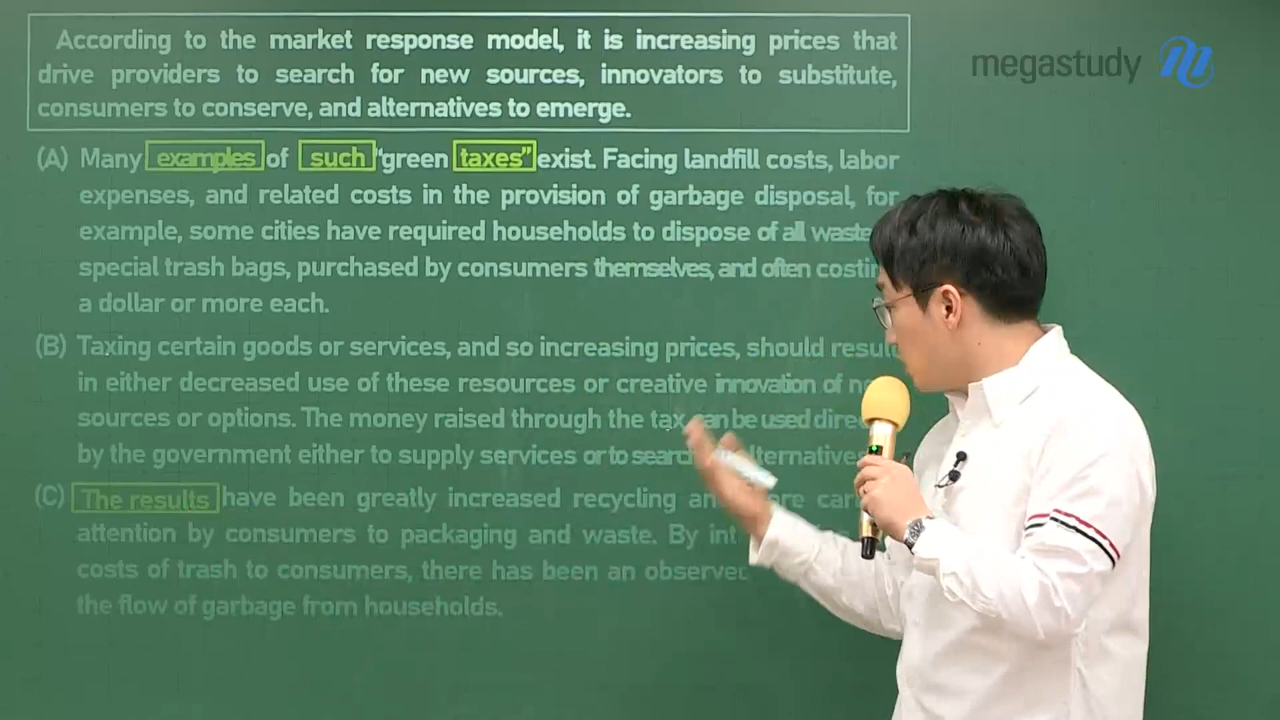 According to the market response model, it is increasing prices that
drive providers to search for new sources, innovators to substitute,
consumers to conserve, and alternatives to emerge.
megastudy
(A) Many examples of such "green taxes" exist. Facing landfill costs, labor
expenses, and related costs in the provision of garbage disposal, for
example, some cities have required households to dispose of all waste
special trash bags, purchased by consumers themselves, and often
a dollar or more each.
(B) Taxing certain goods or services, and so increasing prices, should result
in either decreased use of these resources or creative innovation of
sources or options. The money raised through the tax can be used
by the government either to supply services or to search
(C) The results have been greatly increased recycling
attention by consumers to packaging and waste. By
costs of trash to consumers, there has been an observed
the flow of garbage from households.